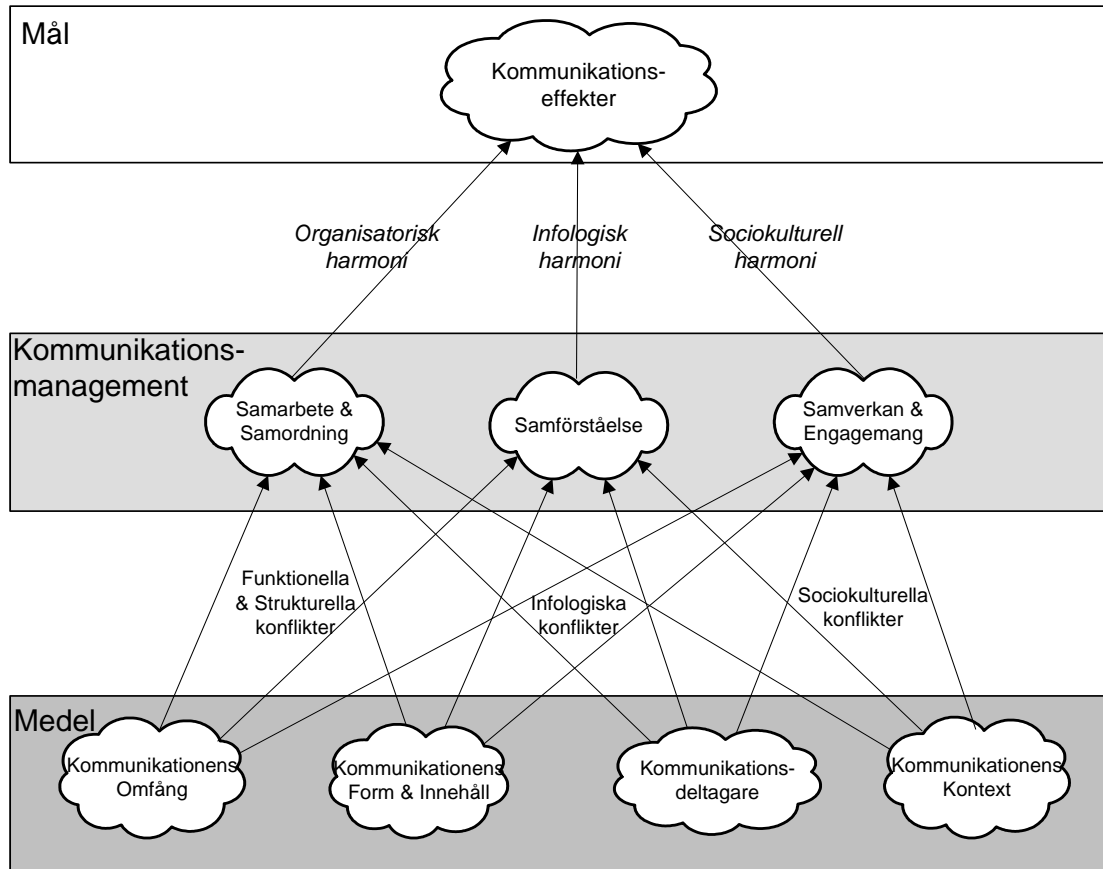 Mål
Kommunikations-
effekter
Organisatorisk
harmoni
Infologisk
harmoni
Sociokulturell
harmoni
Kommunikations-
management
Samarbete &
Samordning
Samförståelse
Samverkan &
Engagemang
Funktionella
& Strukturella
konflikter
Infologiska
konflikter
Sociokulturella
konflikter
Medel
Kommunikationens
Omfång
Kommunikationens
Form & Innehåll
Kommunikations-
deltagare
Kommunikationens
Kontext